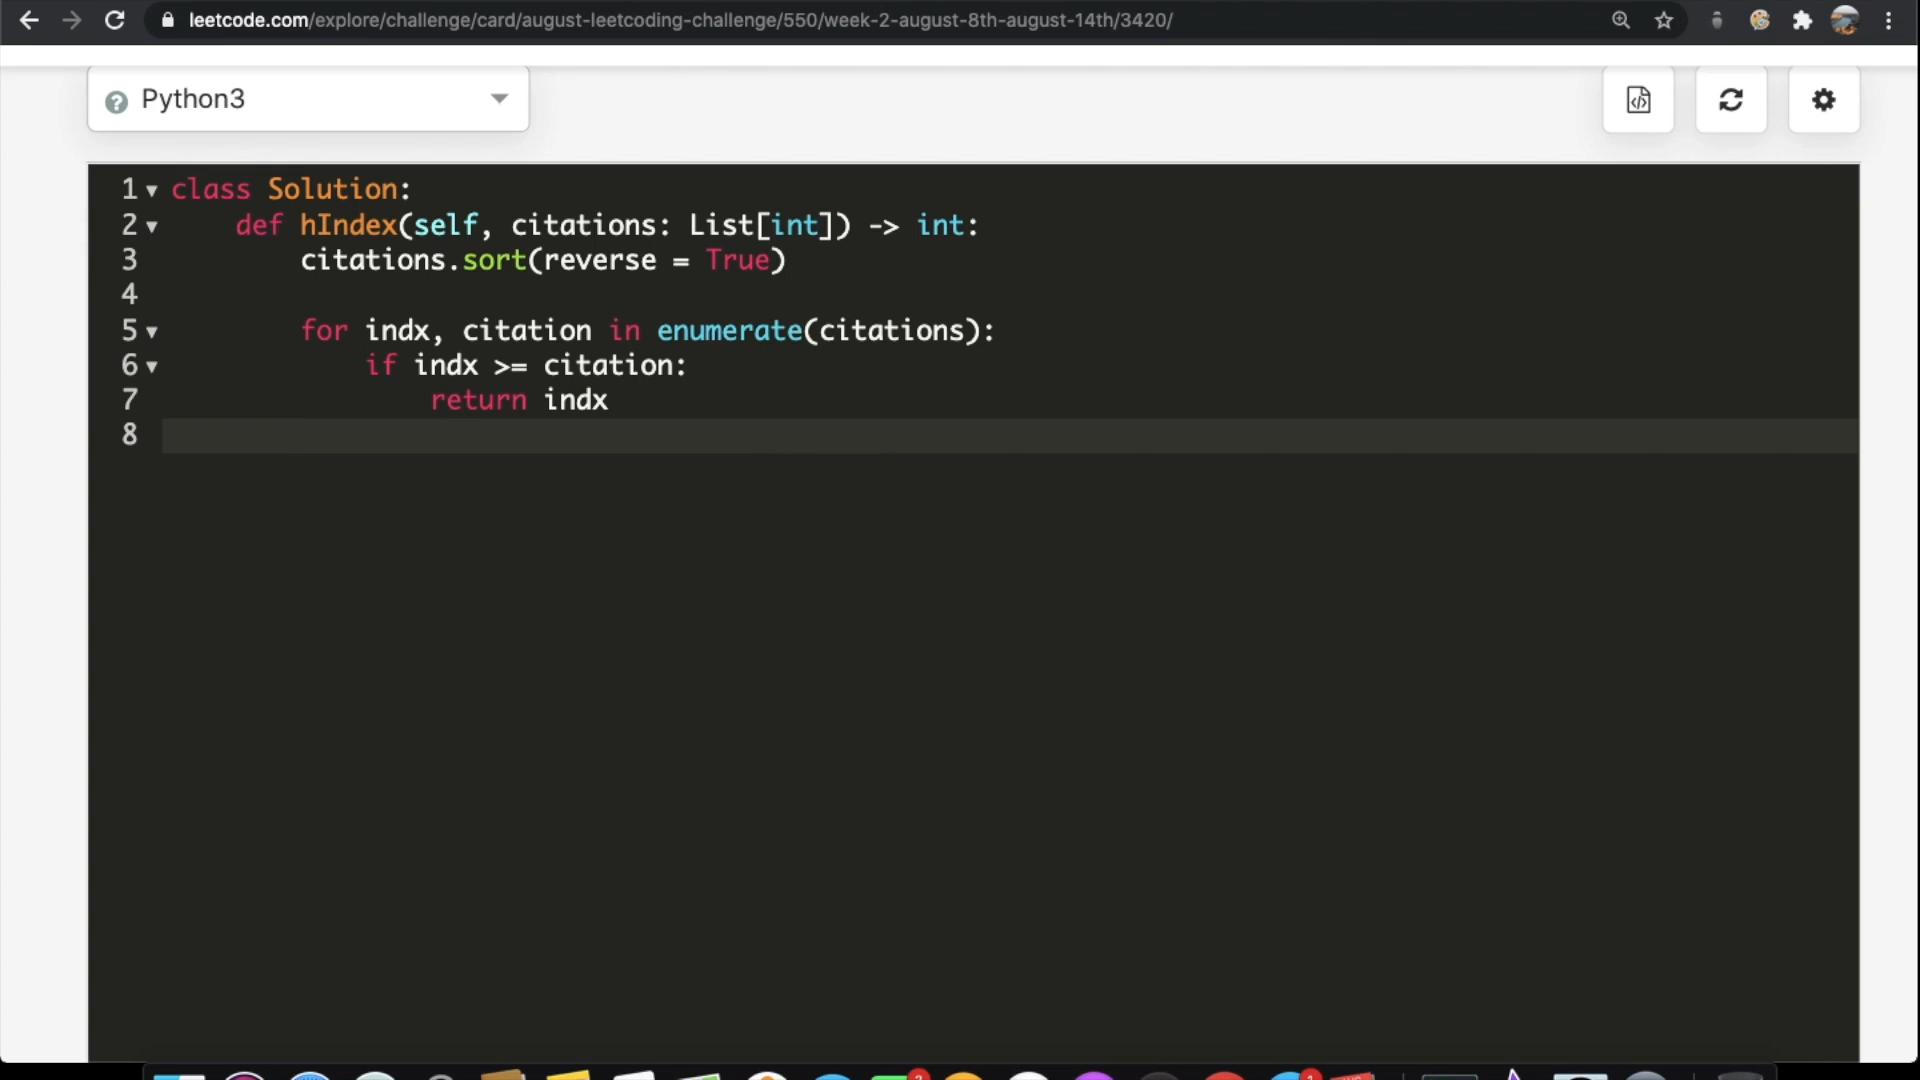 leetcode.com/explore/challenge/card/august-leetcoding-challenge/550/week-2-august-8th-august-14th/3420/
Python3
1 class Solution:
2     def hIndex(self, citations: List[int]) -> int:
3         citations.sort(reverse = True)
4
5         for indx, citation in enumerate(citations):
6             if indx >= citation:
7                 return indx
8